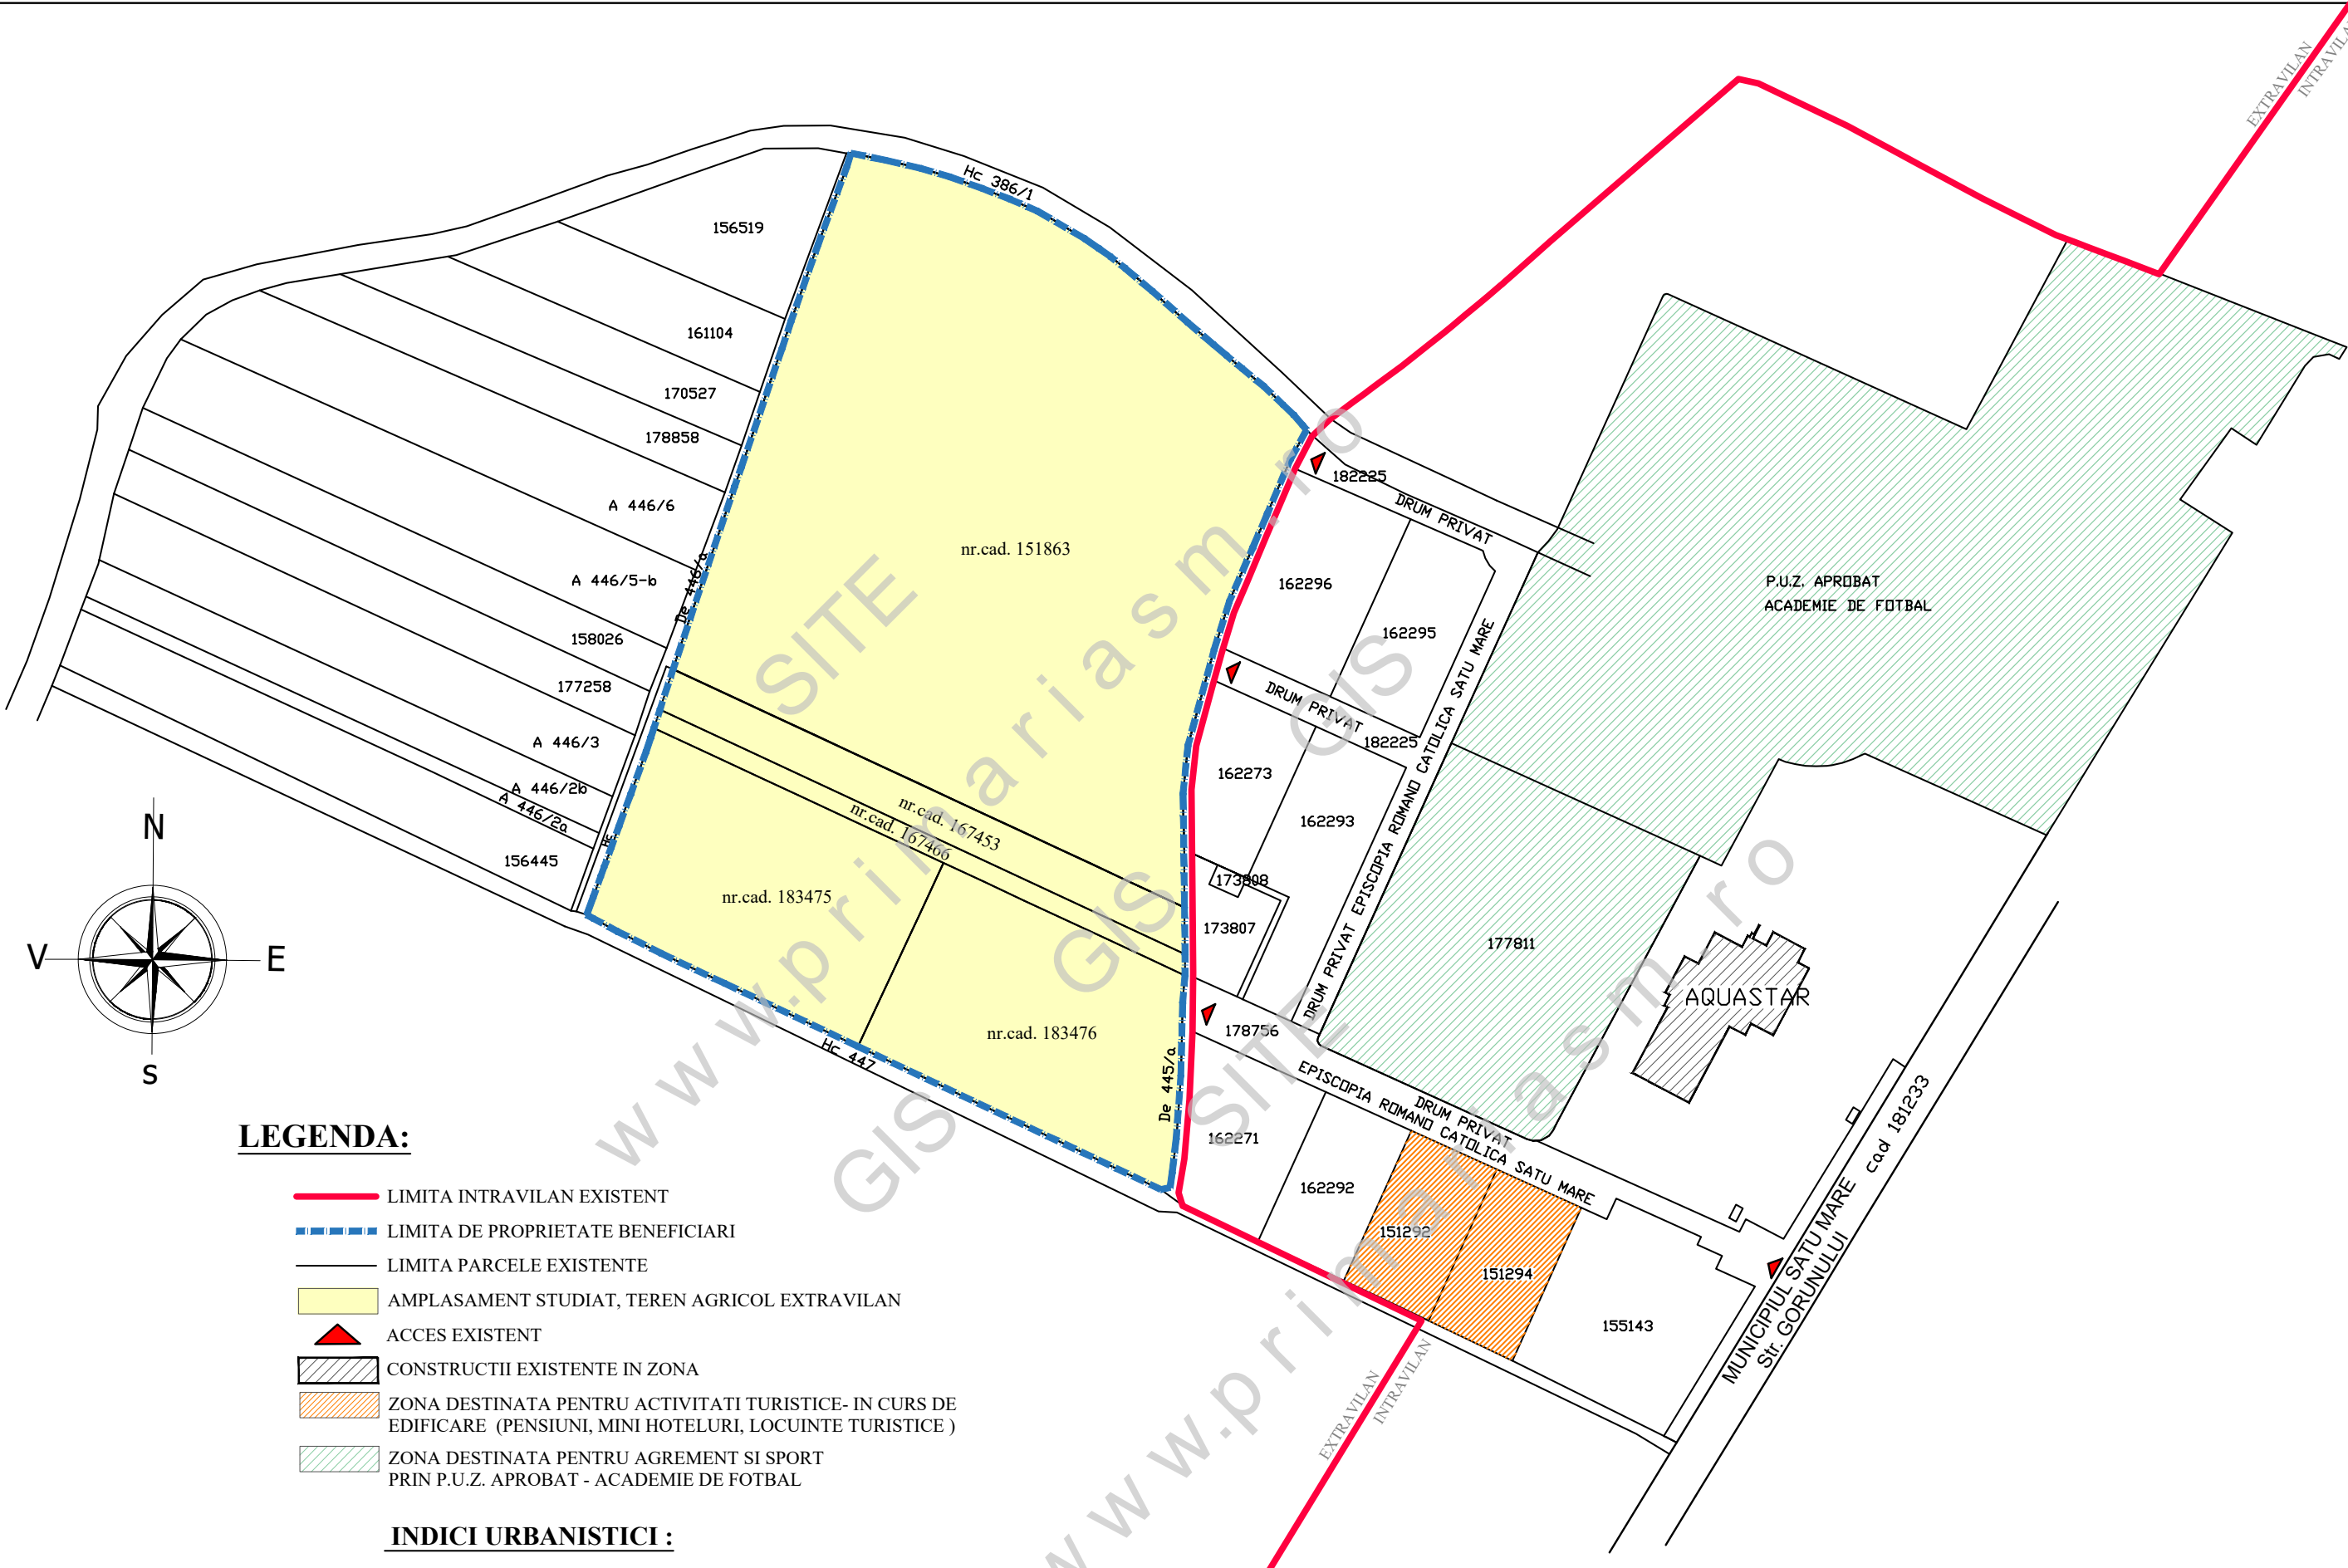 EXTRAVILAN
INTRAVILAN
Hc 386/1
156519
161104
170527
178858
A 446/6
A 446/5-b
158026
177258
A 446/3
A 446/2b
A 446/2a
156445
De 446/a
HC
nr.cad. 151863
nr.cad. 167453
nr.cad. 167466
nr.cad. 183475
nr.cad. 183476
Hc 447
De 445/a
182225
DRUM PRIVAT
162296
162295
DRUM PRIVAT
182225
162273
162293
173808
173807
DRUM PRIVAT EPISCOPIA ROMANO CATOLICA SATU MARE
P.U.Z. APROBAT
ACADEMIE DE FOTBAL
177811
AQUASTAR
178756
DRUM PRIVAT
EPISCOPIA ROMANO CATOLICA SATU MARE
162271
162292
151292
151294
155143
MUNICIPIUL SATU MARE cad 181233
Str. GORUNULUI
EXTRAVILAN
INTRAVILAN
N
V
E
S
SITE
GIS
GIS
SITE
GIS
www.primariasm.ro
www.primariasm.ro
LEGENDA:
LIMITA INTRAVILAN EXISTENT
LIMITA DE PROPRIETATE BENEFICIARI
LIMITA PARCELE EXISTENTE
AMPLASAMENT STUDIAT, TEREN AGRICOL EXTRAVILAN
ACCES EXISTENT
CONSTRUCTII EXISTENTE IN ZONA
ZONA DESTINATA PENTRU ACTIVITATI TURISTICE- IN CURS DE
EDIFICARE (PENSIUNI, MINI HOTELURI, LOCUINTE TURISTICE )
ZONA DESTINATA PENTRU AGREMENT SI SPORT
PRIN P.U.Z. APROBAT - ACADEMIE DE FOTBAL
INDICI URBANISTICI :